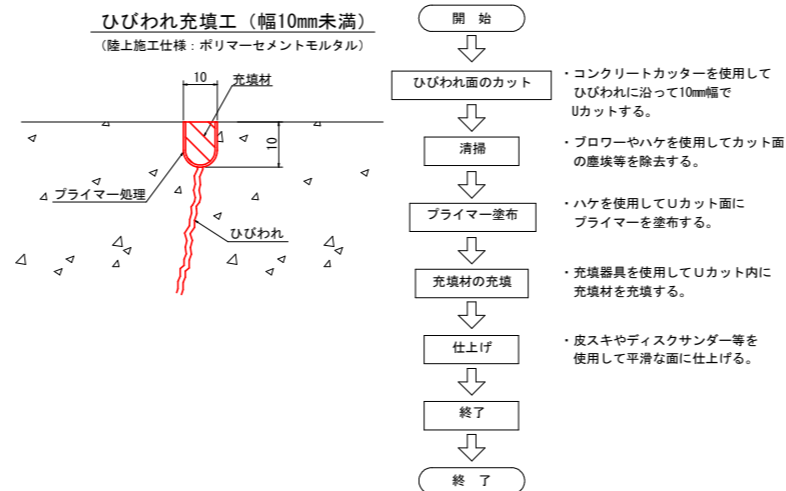 ひびわれ充填工（幅10mm未満）
（陸上施工仕様：ポリマーセメントモルタル）
10
充填材
10
プライマー処理
ひびわれ
開　始
ひびわれ面のカット
・コンクリートカッターを使用して
ひびわれに沿って10mm幅で
Uカットする。
清掃
・ブロワーやハケを使用してカット面
の塵埃等を除去する。
プライマー塗布
・ハケを使用してＵカット面に
プライマーを塗布する。
充填材の充填
・充填器具を使用してＵカット内に
充填材を充填する。
仕上げ
・皮スキやディスクサンダー等を
使用して平滑な面に仕上げる。
終了
終　了